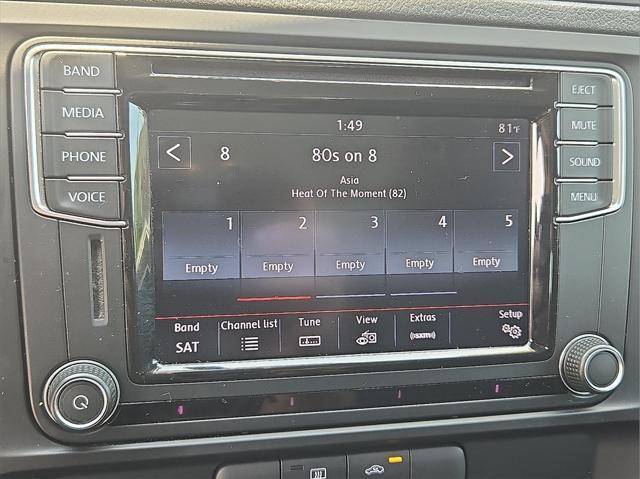 BAND
MEDIA
PHONE
VOICE
EJECT
MUTE
SOUND
MENU
1:49
81°F
< 8 80s on 8 >
Asia
Heat Of The Moment (82)
1 2 3 4 5
Empty Empty Empty Empty Empty
Band Channel list Tune View Extras Setup
SAT ((SXM))